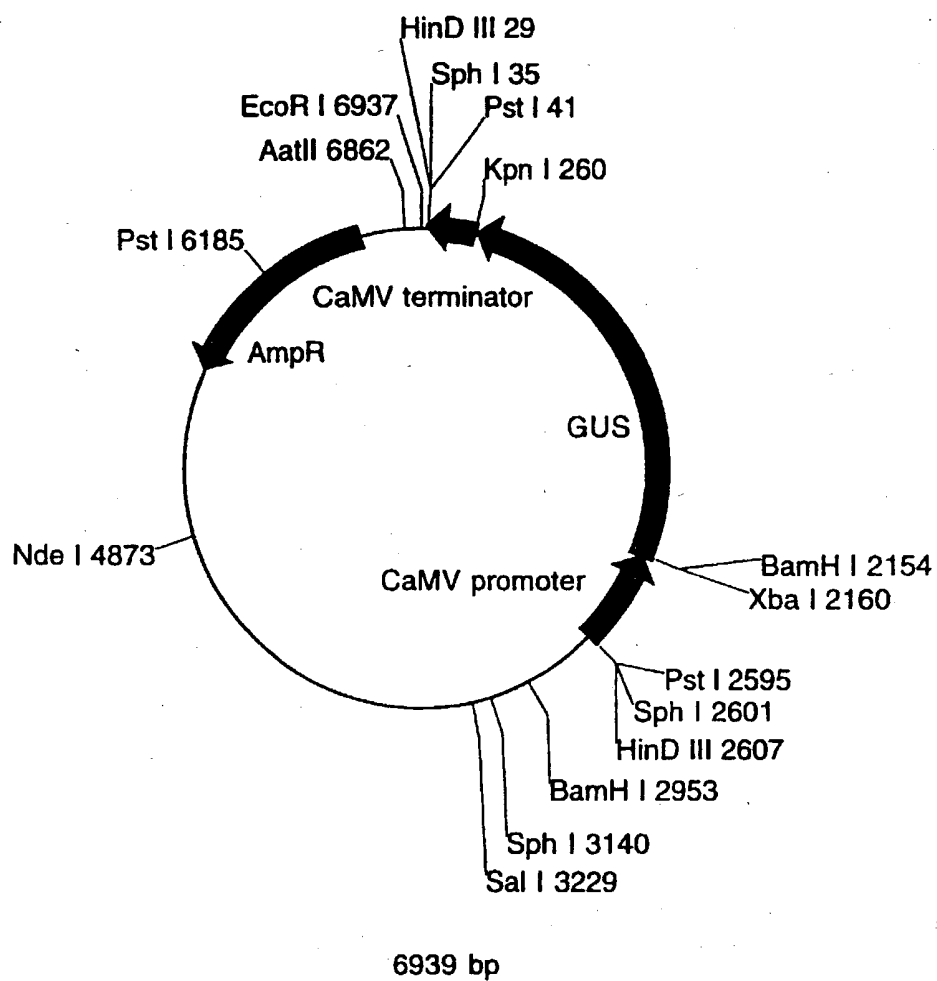 HinD III 29
Sph I 35
EcoR I 6937
Pst I 41
AatII 6862
Kpn I 260
Pst I 6185
CaMV terminator
AmpR
GUS
Nde I 4873
BamH I 2154
CaMV promoter
Xba I 2160
Pst I 2595
Sph I 2601
HinD III 2607
BamH I 2953
Sph I 3140
Sal I 3229
6939 bp